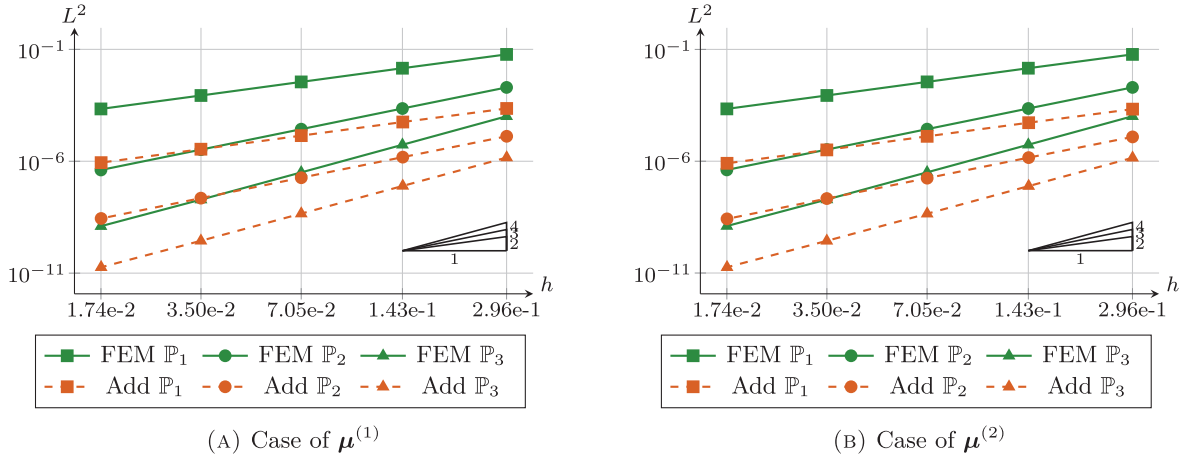 L²
10⁻¹
10⁻⁶
10⁻¹¹
4
3
2
1
h
1.74e-2 3.50e-2 7.05e-2 1.43e-1 2.96e-1
FEM ℙ₁ FEM ℙ₂ FEM ℙ₃
Add ℙ₁ Add ℙ₂ Add ℙ₃
(A) Case of μ⁽¹⁾
L²
10⁻¹
10⁻⁶
10⁻¹¹
4
3
2
1
h
1.74e-2 3.50e-2 7.05e-2 1.43e-1 2.96e-1
FEM ℙ₁ FEM ℙ₂ FEM ℙ₃
Add ℙ₁ Add ℙ₂ Add ℙ₃
(B) Case of μ⁽²⁾